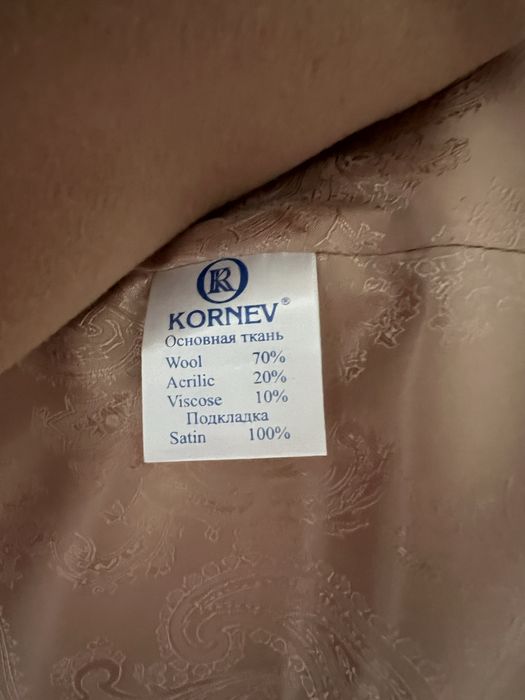 KORNEV®
Основная ткань
Wool 70%
Acrilic 20%
Viscose 10%
Подкладка
Satin 100%